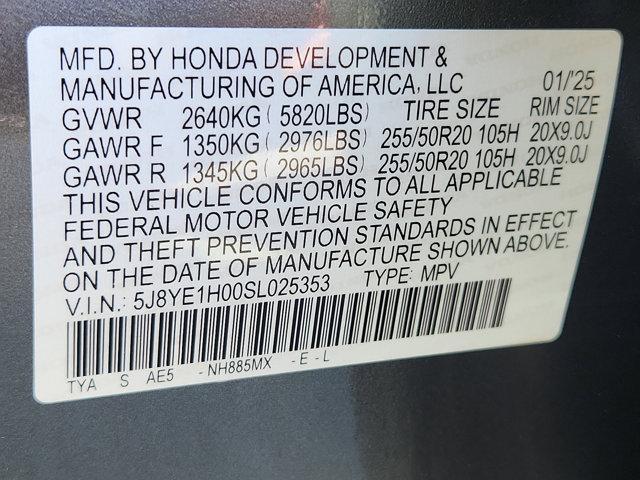 MFD. BY HONDA DEVELOPMENT &
MANUFACTURING OF AMERICA, LLC 01/'25
GVWR 2640KG ( 5820LBS) TIRE SIZE RIM SIZE
GAWR F 1350KG ( 2976LBS) 255/50R20 105H 20X9.0J
GAWR R 1345KG ( 2965LBS) 255/50R20 105H 20X9.0J
THIS VEHICLE CONFORMS TO ALL APPLICABLE
FEDERAL MOTOR VEHICLE SAFETY
AND THEFT PREVENTION STANDARDS IN EFFECT
ON THE DATE OF MANUFACTURE SHOWN ABOVE.
V.I.N.: 5J8YE1H00SL025353 TYPE: MPV
TYA S AE5 - NH885MX - E - L